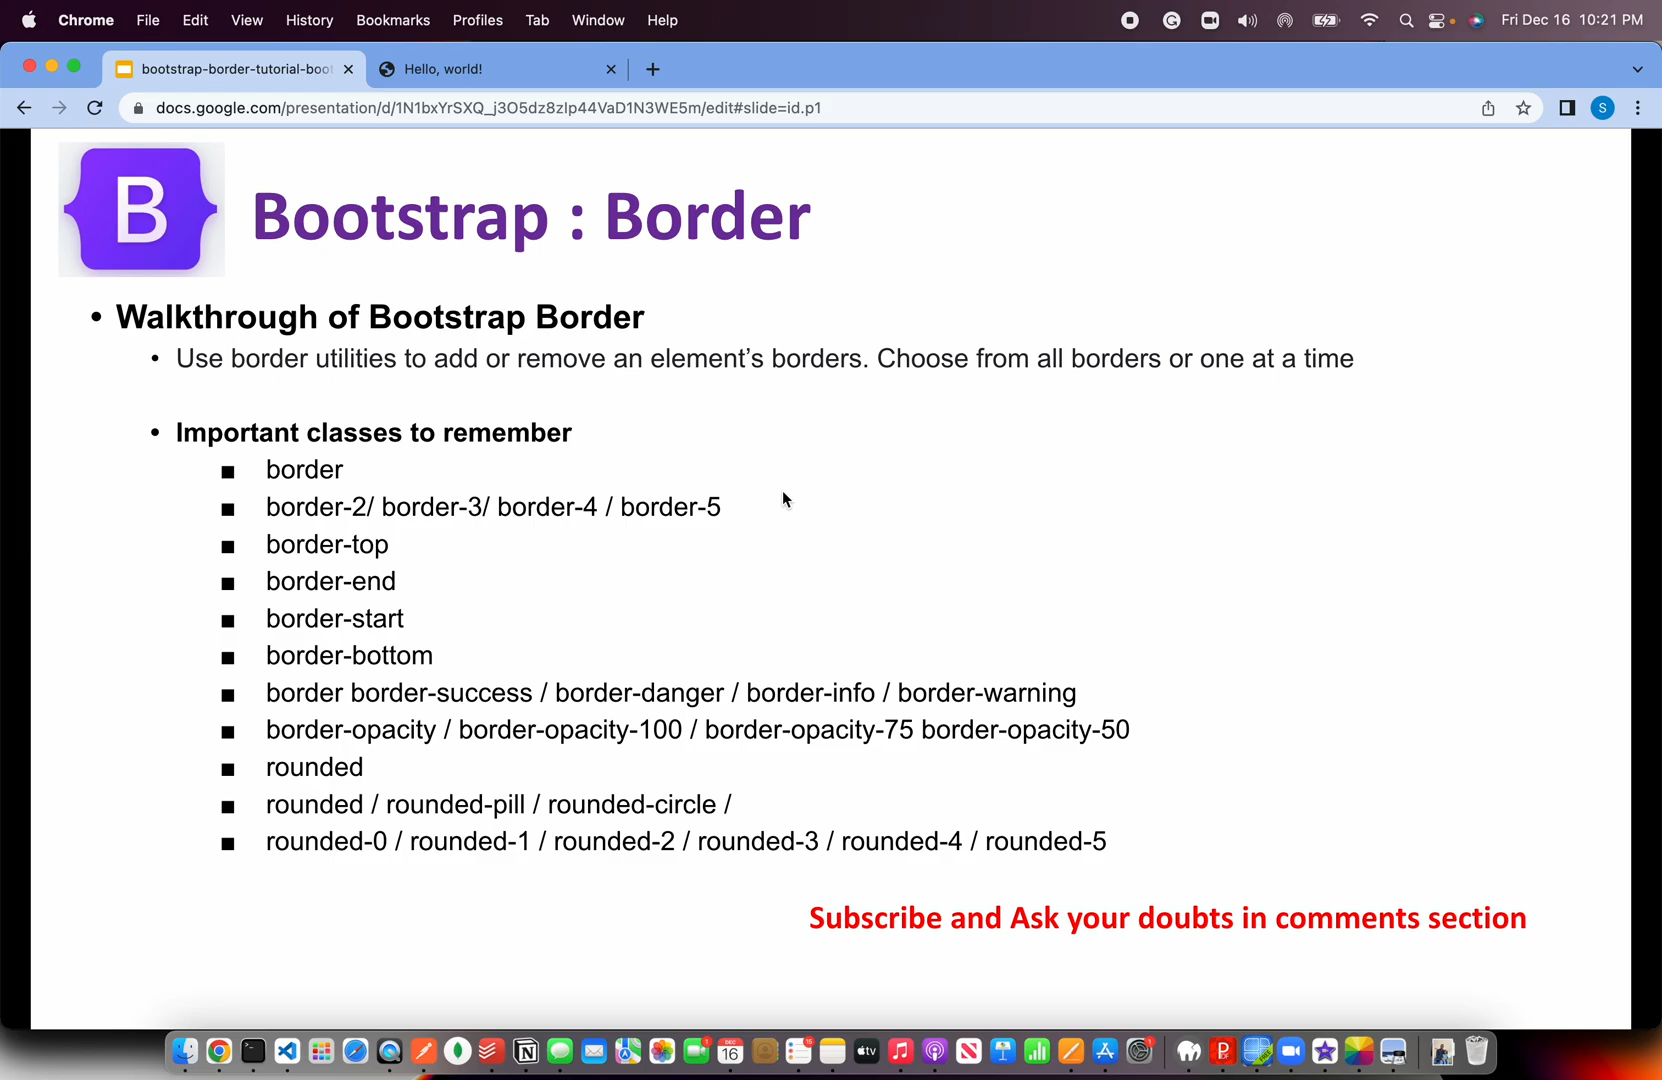 Chrome File Edit View History Bookmarks Profiles Tab Window Help Fri Dec 16 10:21 PM
bootstrap-border-tutorial-boot Hello, world!
docs.google.com/presentation/d/1N1bxYrSXQ_j3O5dz8zlp44VaD1N3WE5m/edit#slide=id.p1 S
B
Bootstrap : Border
• Walkthrough of Bootstrap Border
• Use border utilities to add or remove an element’s borders. Choose from all borders or one at a time
• Important classes to remember
■ border
■ border-2/ border-3/ border-4 / border-5
■ border-top
■ border-end
■ border-start
■ border-bottom
■ border border-success / border-danger / border-info / border-warning
■ border-opacity / border-opacity-100 / border-opacity-75 border-opacity-50
■ rounded
■ rounded / rounded-pill / rounded-circle /
■ rounded-0 / rounded-1 / rounded-2 / rounded-3 / rounded-4 / rounded-5
Subscribe and Ask your doubts in comments section
DEC 16 tv